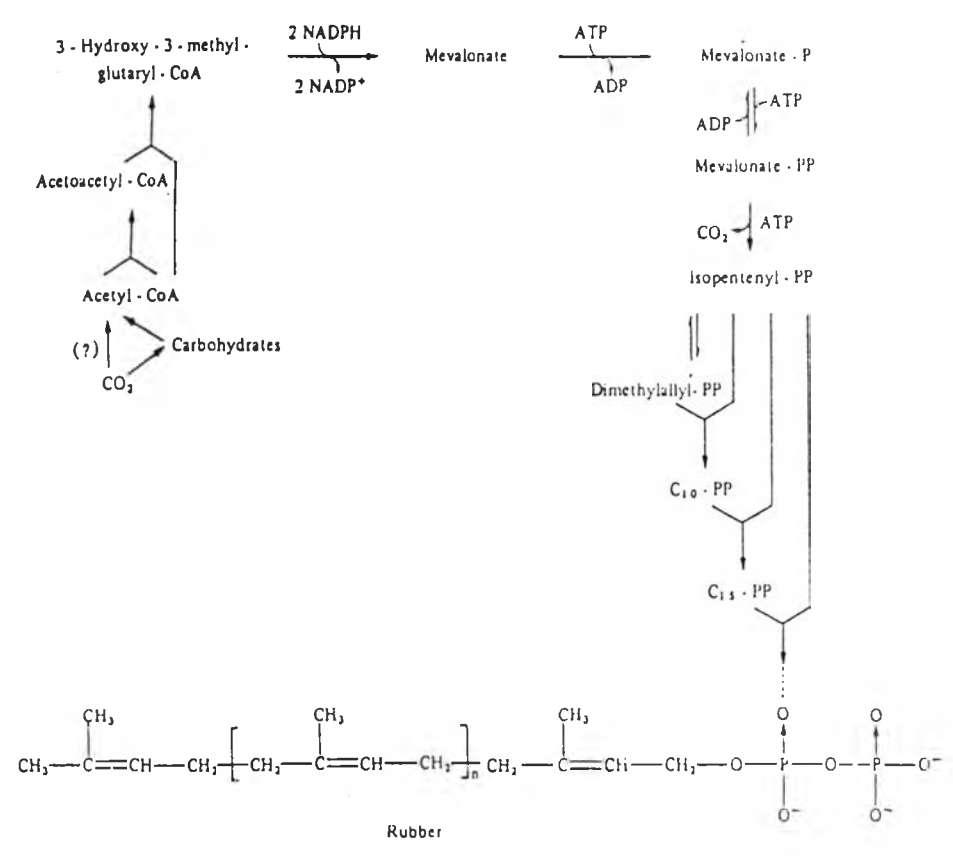 3 - Hydroxy - 3 - methyl -
glutaryl - CoA
2 NADPH
2 NADP⁺
Mevalonate
ATP
ADP
Mevalonate - P
ADP
ATP
Mevalonate - PP
CO₂
ATP
Isopentenyl - PP
Acetoacetyl - CoA
Acetyl - CoA
(?)
Carbohydrates
CO₂
Dimethylallyl - PP
C₁₀ - PP
C₁₅ - PP
CH₃ CH₃ CH₃ O O
CH₃—C═CH—CH₂—[—CH₂—C═CH—CH₂—]n—CH₂—C═CH—CH₂—O—P—O—P—O⁻
O⁻ O⁻
Rubber